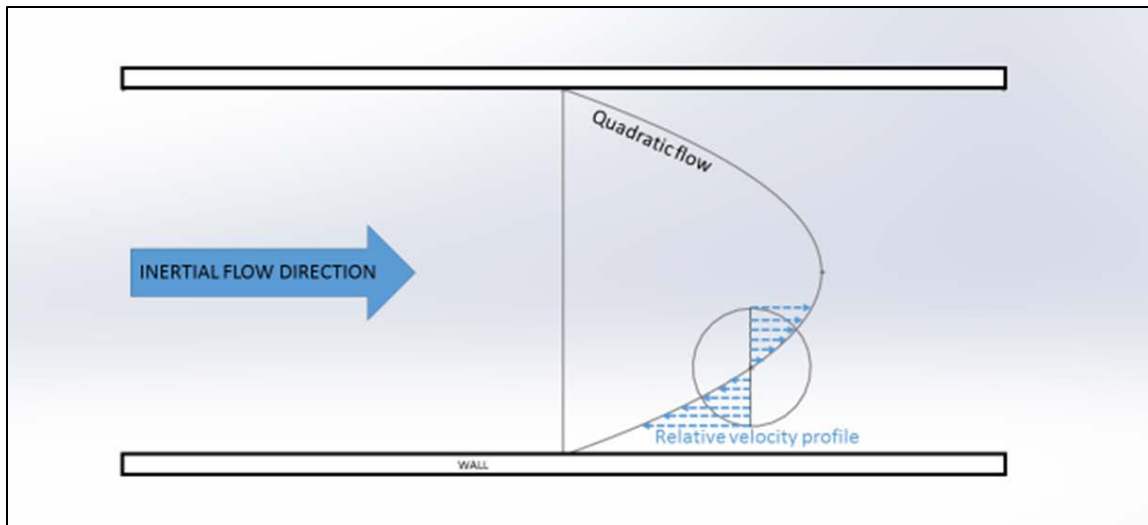 Quadratic flow
INERTIAL FLOW DIRECTION
Relative velocity profile
WALL